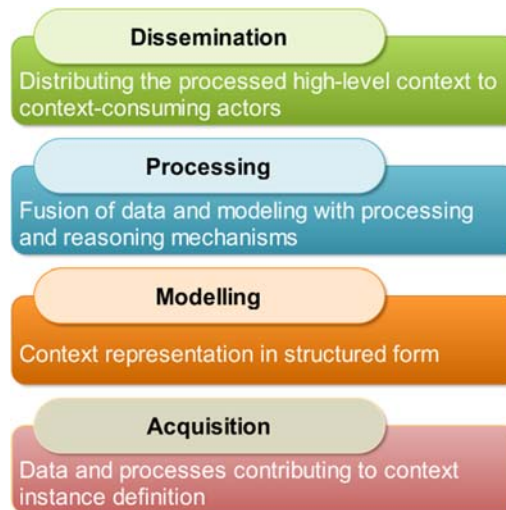 Dissemination
Distributing the processed high-level context to
context-consuming actors
Processing
Fusion of data and modeling with processing
and reasoning mechanisms
Modelling
Context representation in structured form
Acquisition
Data and processes contributing to context
instance definition